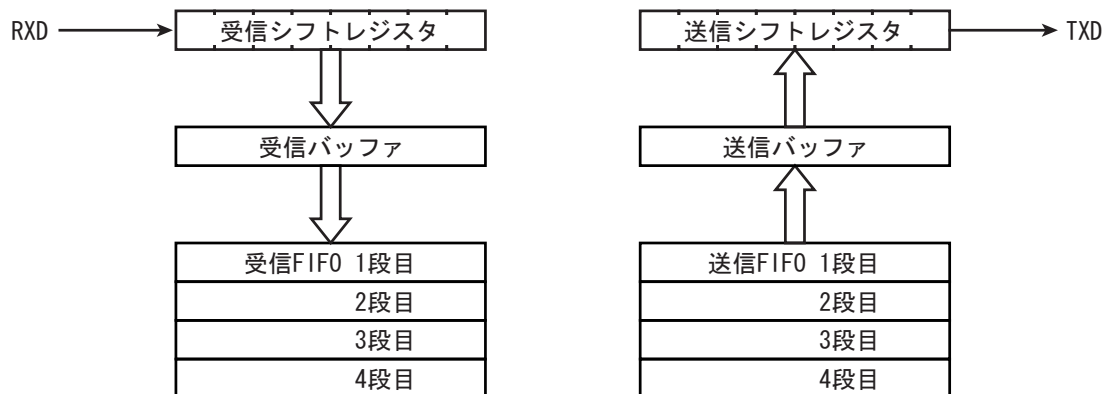 RXD
受信シフトレジスタ
受信バッファ
受信FIFO 1段目
2段目
3段目
4段目
送信シフトレジスタ
TXD
送信バッファ
送信FIFO 1段目
2段目
3段目
4段目